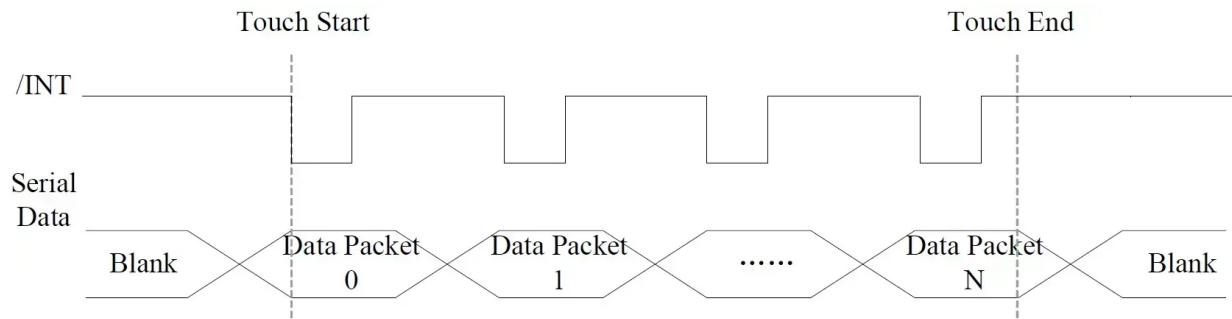 Touch Start
Touch End
/INT
Serial
Data
Blank
Data Packet
0
Data Packet
1
……
Data Packet
N
Blank